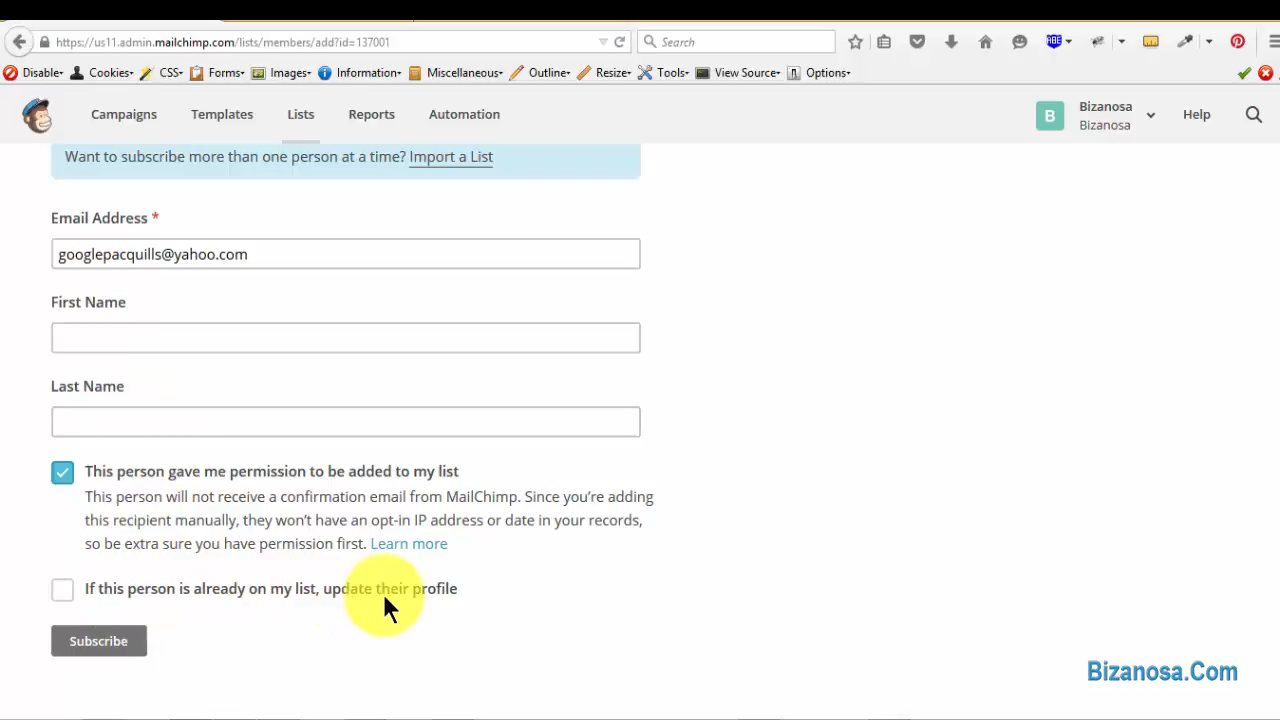 https://us11.admin.mailchimp.com/lists/members/add?id=137001
Search
ABE
Disable
Cookies
CSS
Forms
Images
Information
Miscellaneous
Outline
Resize
Tools
View Source
Options
Campaigns
Templates
Lists
Reports
Automation
B
Bizanosa
Bizanosa
Help
Want to subscribe more than one person at a time? Import a List
Email Address *
googlepacquills@yahoo.com
First Name
Last Name
This person gave me permission to be added to my list
This person will not receive a confirmation email from MailChimp. Since you're adding
this recipient manually, they won't have an opt-in IP address or date in your records,
so be extra sure you have permission first. Learn more
If this person is already on my list, update their profile
Subscribe
Bizanosa.Com